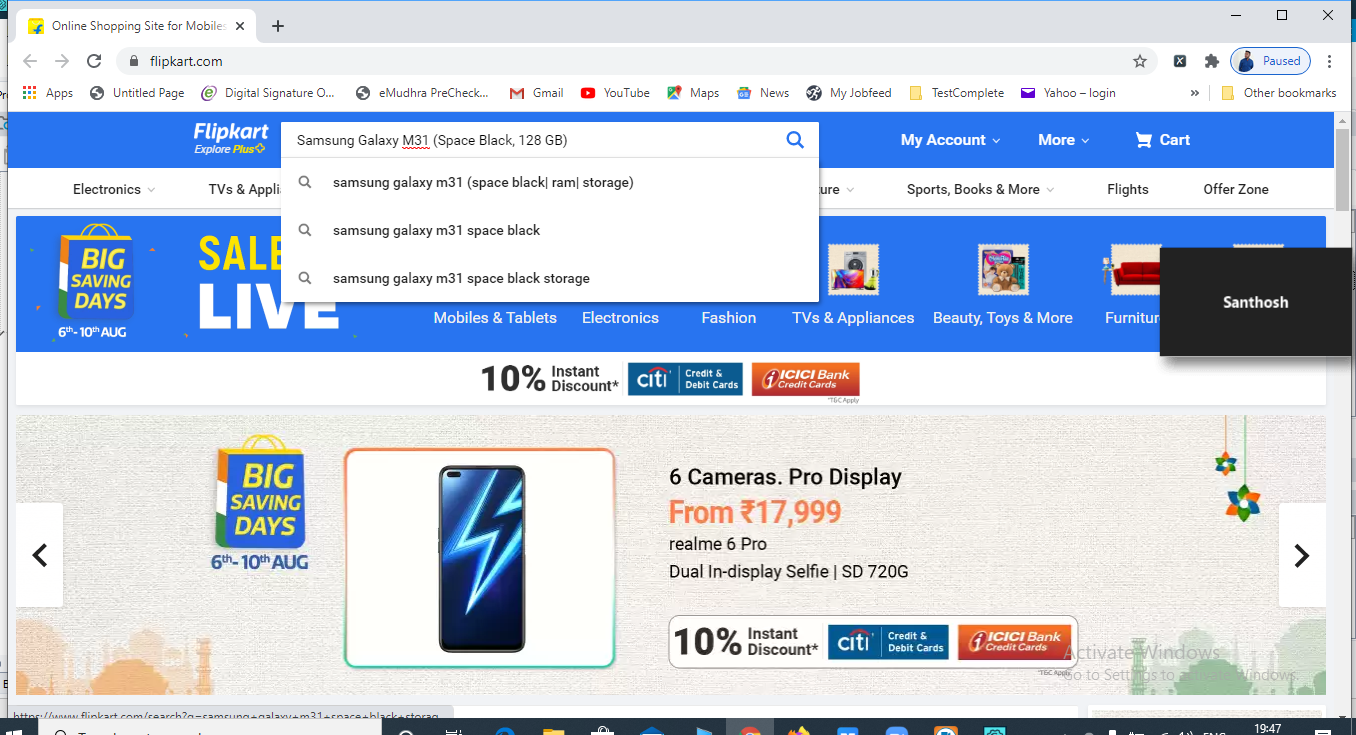 Online Shopping Site for Mobiles
flipkart.com
Paused
Apps
Untitled Page
Digital Signature O...
eMudhra PreCheck...
Gmail
YouTube
Maps
News
My Jobfeed
TestComplete
Yahoo – login
»
Other bookmarks
Flipkart
Explore Plus
Samsung Galaxy M31 (Space Black, 128 GB)
My Account
More
Cart
samsung galaxy m31 (space black| ram| storage)
samsung galaxy m31 space black
samsung galaxy m31 space black storage
Electronics
TVs & Appli
ure
Sports, Books & More
Flights
Offer Zone
BIG
SAVING
DAYS
6th-10th AUG
SALE
LIVE
Mobiles & Tablets
Electronics
Fashion
TVs & Appliances
Beauty, Toys & More
Furnitur
Santhosh
10% Instant
Discount*
citi
Credit &
Debit Cards
ICICI Bank
Credit Cards
*T&C Apply
BIG
SAVING
DAYS
6th-10th AUG
6 Cameras. Pro Display
From ₹17,999
realme 6 Pro
Dual In-display Selfie | SD 720G
10% Instant
Discount*
citi
Credit &
Debit Cards
ICICI Bank
Credit Cards
*T&C Apply
Activate Windows
Go to Settings to activate Windows.
https://www.flipkart.com/search?q=samsung+galaxy+m31+space+black+storag
ENG
19:47